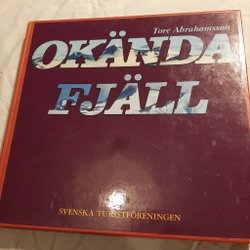 Tore Abrahamsson
OKÄNDA
FJÄLL
SVENSKA TURISTFÖRENINGEN